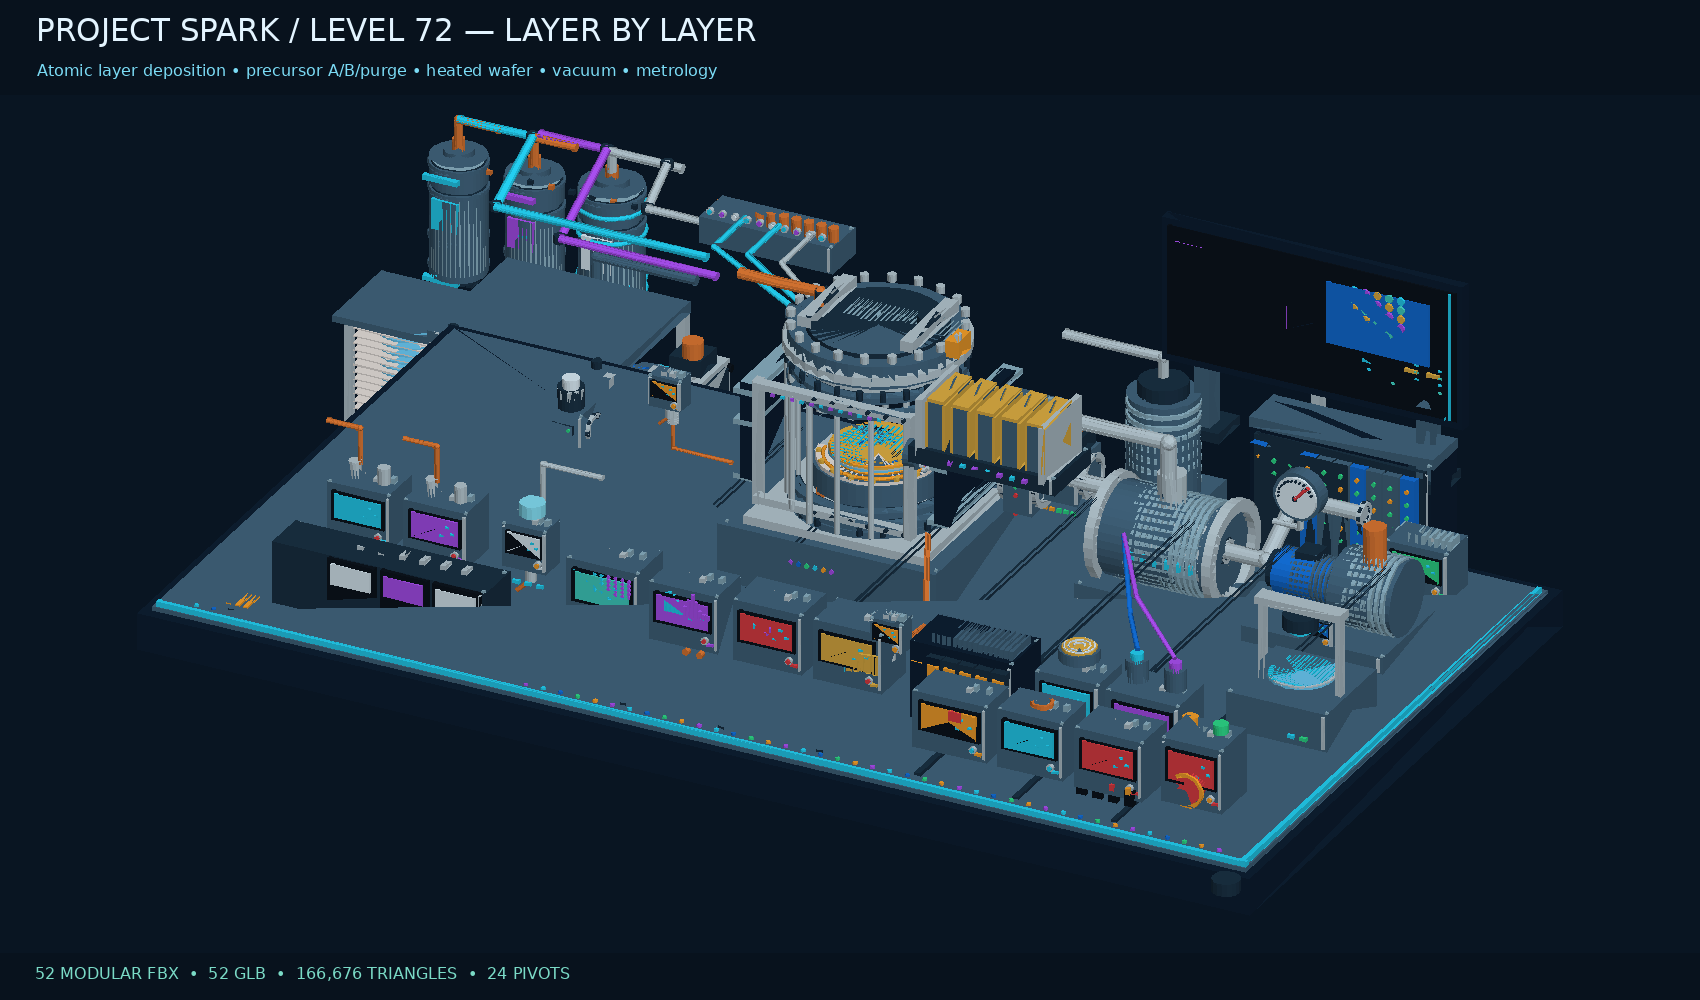 PROJECT SPARK / LEVEL 72 — LAYER BY LAYER
Atomic layer deposition • precursor A/B/purge • heated wafer • vacuum • metrology
52 MODULAR FBX • 52 GLB • 166,676 TRIANGLES • 24 PIVOTS